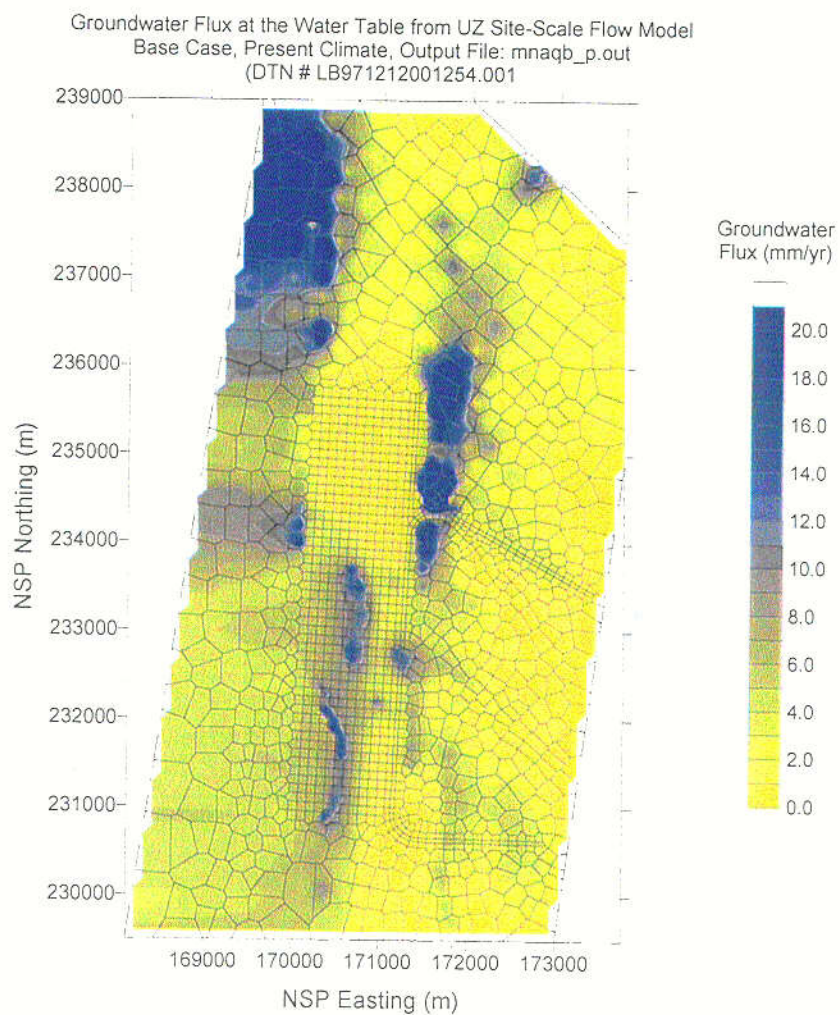 Groundwater Flux at the Water Table from UZ Site-Scale Flow Model
Base Case, Present Climate, Output File: mnaqb_p.out
(DTN # LB971212001254.001
239000
238000
237000
236000
235000
234000
233000
232000
231000
230000
NSP Northing (m)
169000 170000 171000 172000 173000
NSP Easting (m)
Groundwater
Flux (mm/yr)
20.0
18.0
16.0
14.0
12.0
10.0
8.0
6.0
4.0
2.0
0.0